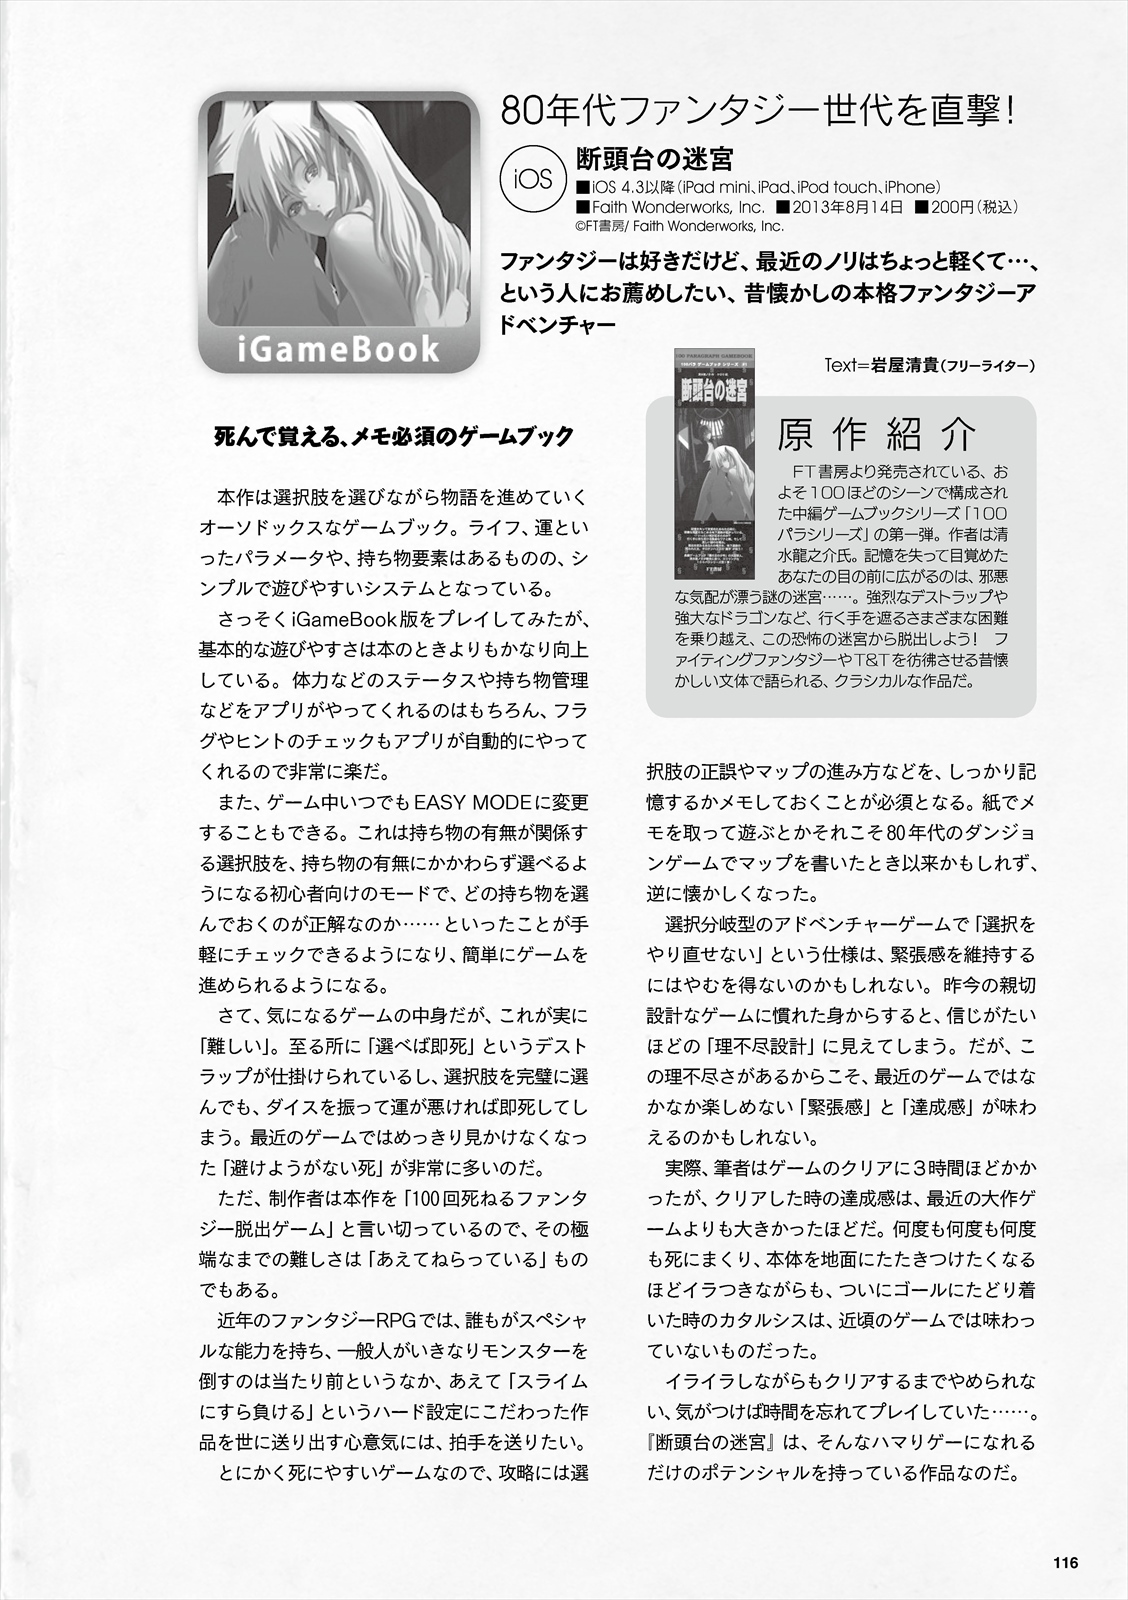 80年代ファンタジー世代を直撃！
iOS
断頭台の迷宮
■iOS 4.3以降（iPad mini、iPad、iPod touch、iPhone）
■Faith Wonderworks, Inc. ■2013年8月14日 ■200円（税込）
©FT書房/ Faith Wonderworks, Inc.
ファンタジーは好きだけど、最近のノリはちょっと軽くて…、
という人にお薦めしたい、昔懐かしの本格ファンタジーア
ドベンチャー
iGameBook
Text=岩屋清貴（フリーライター）
死んで覚える、メモ必須のゲームブック
本作は選択肢を選びながら物語を進めていく
オーソドックスなゲームブック。ライフ、運とい
ったパラメータや、持ち物要素はあるものの、シ
ンプルで遊びやすいシステムとなっている。
さっそくiGameBook版をプレイしてみたが、
基本的な遊びやすさは本のときよりもかなり向上
している。体力などのステータスや持ち物管理
などをアプリがやってくれるのはもちろん、フラ
グやヒントのチェックもアプリが自動的にやって
くれるので非常に楽だ。
また、ゲーム中いつでもEASY MODEに変更
することもできる。これは持ち物の有無が関係す
る選択肢を、持ち物の有無にかかわらず選べるよ
うになる初心者向けのモードで、どの持ち物を選
んでおくのが正解なのか……といったことが手
軽にチェックできるようになり、簡単にゲームを
進められるようになる。
さて、気になるゲームの中身だが、これが実に
「難しい」。至る所に「選べば即死」というデスト
ラップが仕掛けられているし、選択肢を完璧に選
んでも、ダイスを振って運が悪ければ即死してし
まう。最近のゲームではめっきり見かけなくなっ
た「避けようがない死」が非常に多いのだ。
ただ、制作者は本作を「100回死ねるファンタ
ジー脱出ゲーム」と言い切っているので、その極
端なまでの難しさは「あえてねらっている」もの
でもある。
近年のファンタジーRPGでは、誰もがスペシャ
ルな能力を持ち、一般人がいきなりモンスターを
倒すのは当たり前というなか、あえて「スライム
にすら負ける」というハード設定にこだわった作
品を世に送り出す心意気には、拍手を送りたい。
とにかく死にやすいゲームなので、攻略には選
100 PARAGRAPH GAMEBOOK
断頭台の迷宮
FT書房
原作紹介
FT書房より発売されている、お
よそ100ほどのシーンで構成され
た中編ゲームブックシリーズ「100
パラシリーズ」の第一弾。作者は清
水龍之介氏。記憶を失って目覚めた
あなたの目の前に広がるのは、邪悪
な気配が漂う謎の迷宮……。強烈なデストラップや
強大なドラゴンなど、行く手を遮るさまざまな困難
を乗り越え、この恐怖の迷宮から脱出しよう！ フ
ァイティングファンタジーやT&Tを彷彿させる昔懐
かしい文体で語られる、クラシカルな作品だ。
択肢の正誤やマップの進み方などを、しっかり記
憶するかメモしておくことが必須となる。紙でメ
モを取って遊ぶとかそれこそ80年代のダンジョ
ンゲームでマップを書いたとき以来かもしれず、
逆に懐かしくなった。
選択分岐型のアドベンチャーゲームで「選択を
やり直せない」という仕様は、緊張感を維持する
にはやむを得ないのかもしれない。昨今の親切
設計なゲームに慣れた身からすると、信じがたい
ほどの「理不尽設計」に見えてしまう。だが、こ
の理不尽さがあるからこそ、最近のゲームではな
かなか楽しめない「緊張感」と「達成感」が味わ
えるのかもしれない。
実際、筆者はゲームのクリアに3時間ほどかか
ったが、クリアした時の達成感は、最近の大作ゲ
ームよりも大きかったほどだ。何度も何度も何度
も死にまくり、本体を地面にたたきつけたくなる
ほどイラつきながらも、ついにゴールにたどり着
いた時のカタルシスは、近頃のゲームでは味わっ
ていないものだった。
イライラしながらもクリアするまでやめられな
い、気がつけば時間を忘れてプレイしていた……。
『断頭台の迷宮』は、そんなハマりゲーになれる
だけのポテンシャルを持っている作品なのだ。
116